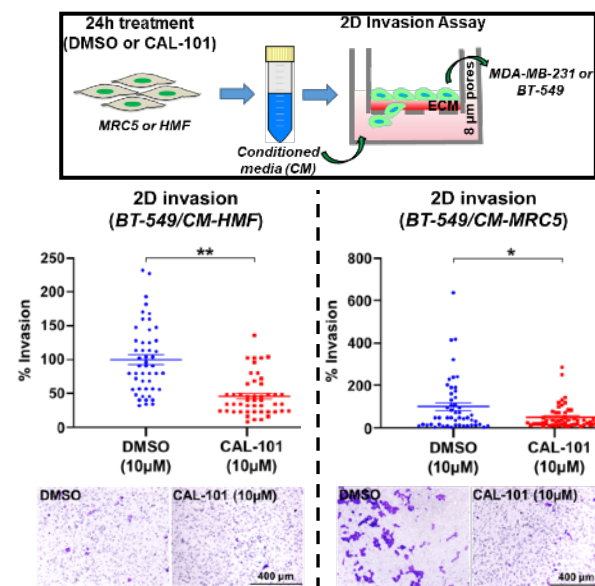 24h treatment
(DMSO or CAL-101)
2D Invasion Assay
MRC5 or HMF
Conditioned
media (CM)
ECM
8 µm pores
MDA-MB-231 or
BT-549
2D invasion
(BT-549/CM-HMF)
% Invasion
250
200
150
100
50
0
**
DMSO
(10µM)
CAL-101
(10µM)
DMSO
CAL-101 (10µM)
400 µm
2D invasion
(BT-549/CM-MRC5)
% Invasion
800
600
400
200
0
*
DMSO
(10µM)
CAL-101
(10µM)
DMSO
CAL-101 (10µM)
400 µm